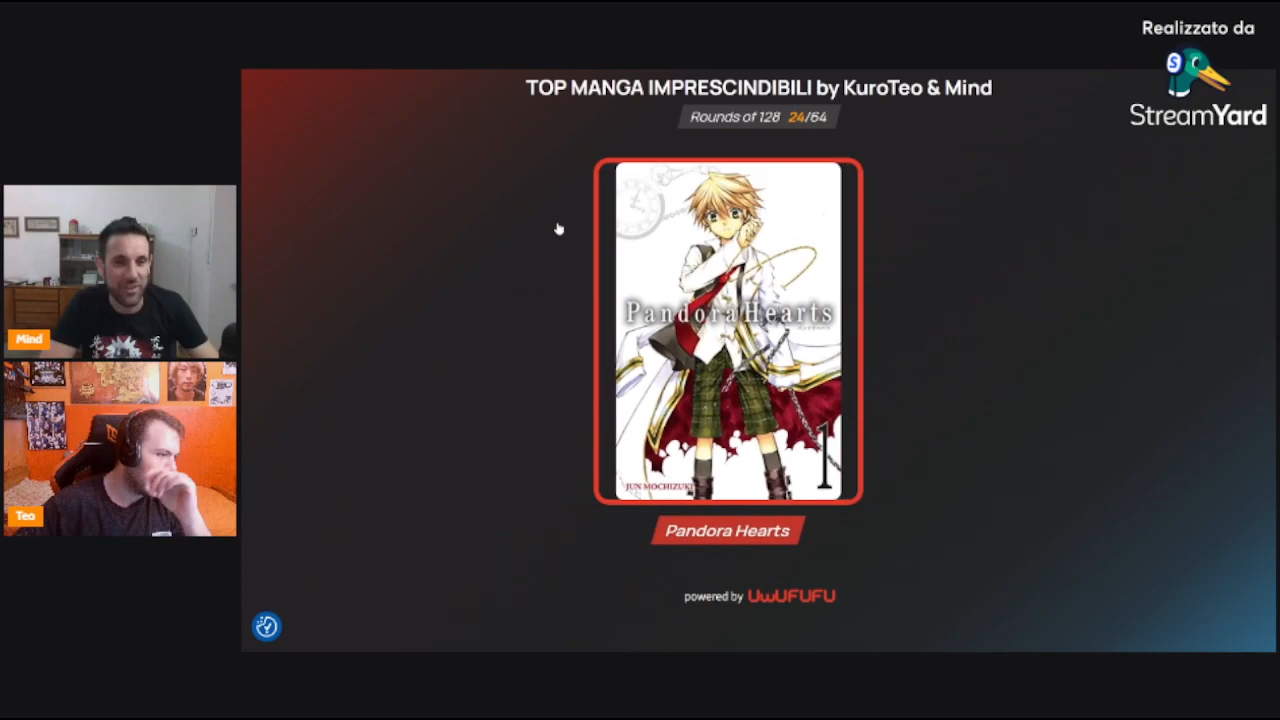 Realizzato da
S
StreamYard
TOP MANGA IMPRESCINDIBILI by KuroTeo & Mind
Rounds of 128 24/64
Mind
Teo
Pandora Hearts
1
JUN MOCHIZUKI
Pandora Hearts
powered by UwUFUFU